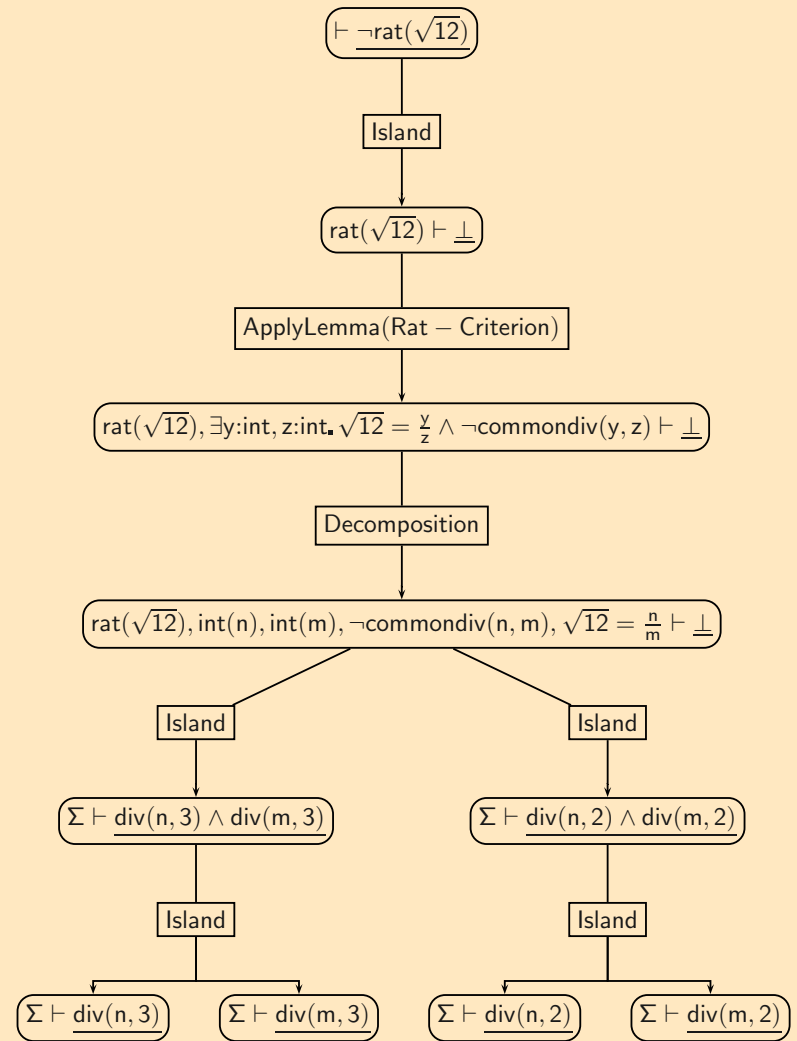 ⊢ ¬rat(√12)
Island
rat(√12) ⊢ ⊥
ApplyLemma(Rat − Criterion)
rat(√12), ∃y:int, z:int. √12 = y/z ∧ ¬commondiv(y, z) ⊢ ⊥
Decomposition
rat(√12), int(n), int(m), ¬commondiv(n, m), √12 = n/m ⊢ ⊥
Island Island
Σ ⊢ div(n, 3) ∧ div(m, 3) Σ ⊢ div(n, 2) ∧ div(m, 2)
Island Island
Σ ⊢ div(n, 3) Σ ⊢ div(m, 3) Σ ⊢ div(n, 2) Σ ⊢ div(m, 2)